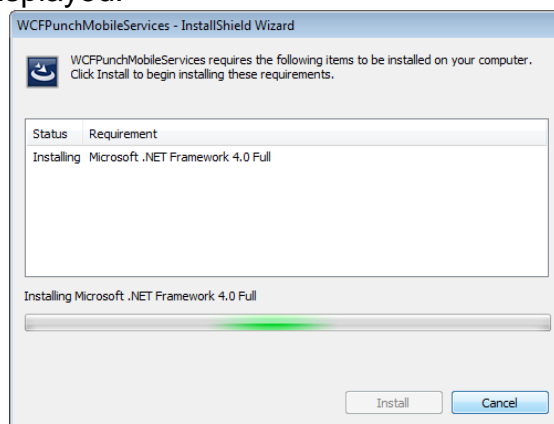 WCFPunchMobileServices - InstallShield Wizard
WCFPunchMobileServices requires the following items to be installed on your computer.
Click Install to begin installing these requirements.
Status Requirement
Installing Microsoft .NET Framework 4.0 Full
Installing Microsoft .NET Framework 4.0 Full
Install Cancel